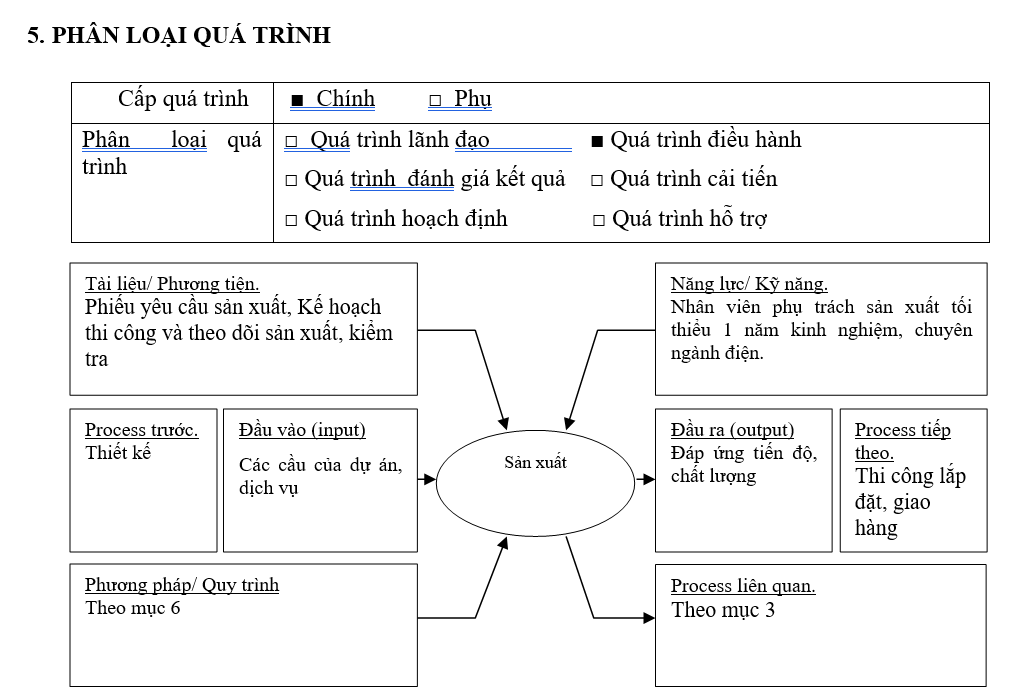 5. PHÂN LOẠI QUÁ TRÌNH
Cấp quá trình
■ Chính □ Phụ
Phân loại quá
trình
□ Quá trình lãnh đạo ■ Quá trình điều hành
□ Quá trình đánh giá kết quả □ Quá trình cải tiến
□ Quá trình hoạch định □ Quá trình hỗ trợ
Tài liệu/ Phương tiện.
Phiếu yêu cầu sản xuất, Kế hoạch
thi công và theo dõi sản xuất, kiểm
tra
Năng lực/ Kỹ năng.
Nhân viên phụ trách sản xuất tối
thiểu 1 năm kinh nghiệm, chuyên
ngành điện.
Process trước.
Thiết kế
Đầu vào (input)
Các cầu của dự án,
dịch vụ
Sản xuất
Đầu ra (output)
Đáp ứng tiến độ,
chất lượng
Process tiếp
theo.
Thi công lắp
đặt, giao
hàng
Phương pháp/ Quy trình
Theo mục 6
Process liên quan.
Theo mục 3